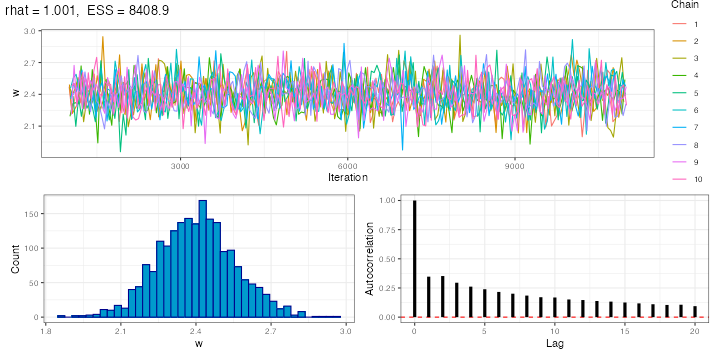 rhat = 1.001,  ESS = 8408.9
Chain
1
2
3
4
5
6
7
8
9
10
3.0
2.7
2.4
2.1
w
3000 6000 9000
Iteration
150
100
50
0
Count
1.8 2.1 2.4 2.7 3.0
w
1.00
0.75
0.50
0.25
0.00
Autocorrelation
0 5 10 15 20
Lag